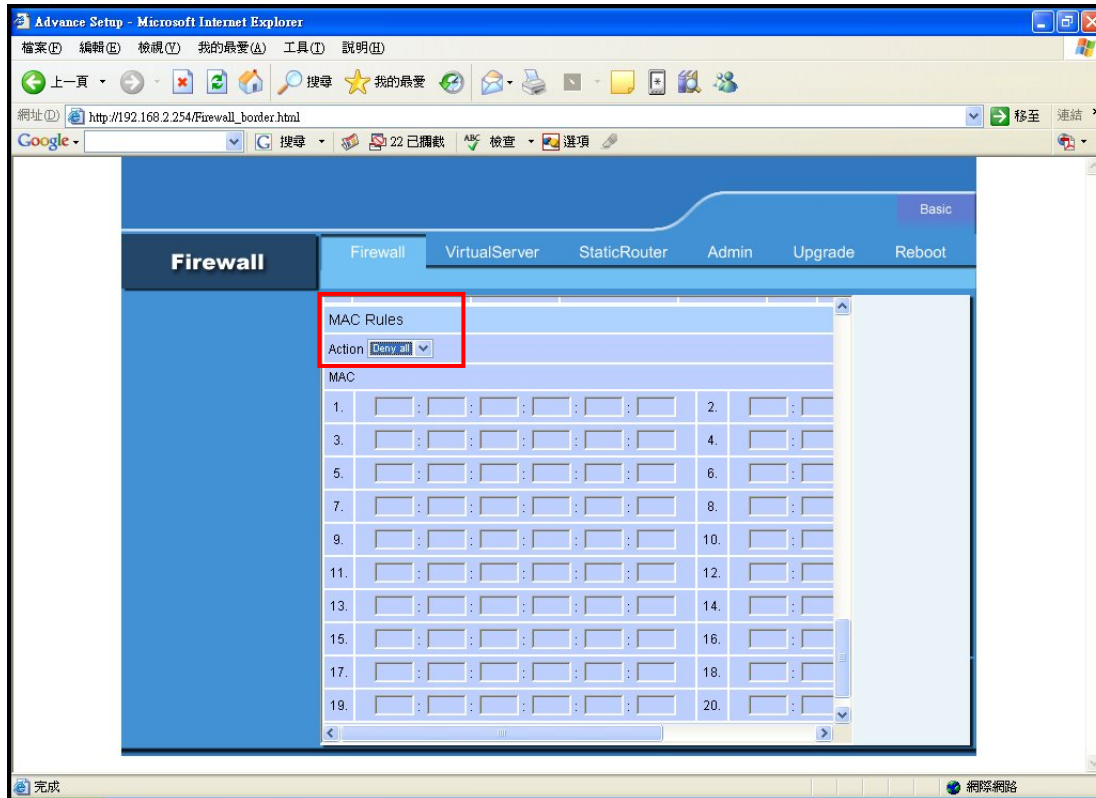 Advance Setup - Microsoft Internet Explorer
檔案(F) 編輯(E) 檢視(V) 我的最愛(A) 工具(T) 說明(H)
上一頁 搜尋 我的最愛
網址(D) http://192.168.2.254/Firewall_border.html 移至 連結
Google 搜尋 22 已攔截 ABC 檢查 選項
Basic
Firewall
Firewall VirtualServer StaticRouter Admin Upgrade Reboot
MAC Rules
Action Deny all
MAC
1. : : : : : 2. :
3. : : : : : 4. :
5. : : : : : 6. :
7. : : : : : 8. :
9. : : : : : 10. :
11. : : : : : 12. :
13. : : : : : 14. :
15. : : : : : 16. :
17. : : : : : 18. :
19. : : : : : 20. :
完成 網際網路